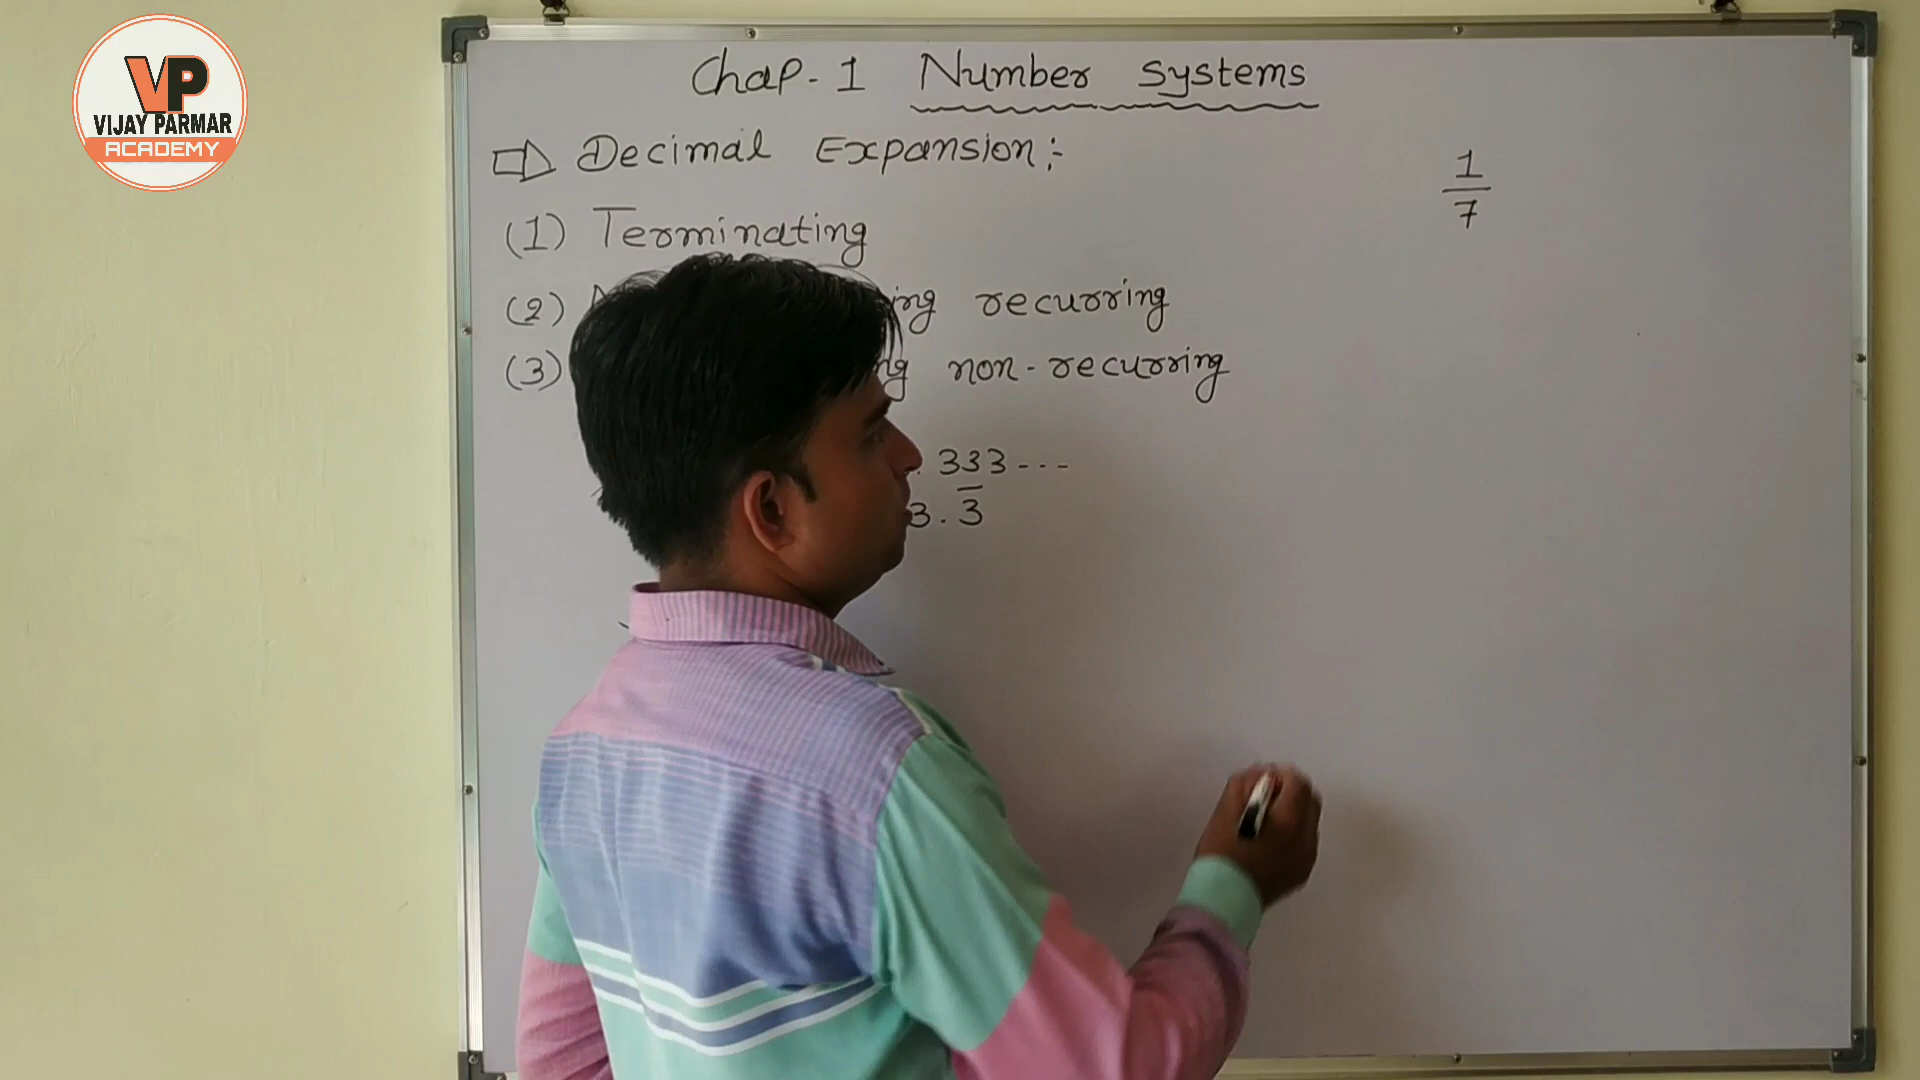 VP
VIJAY PARMAR
ACADEMY
Chap-1 Number Systems
Decimal Expansion:-
1
7
(1) Terminating
(2) recurring
(3) non-recurring
. 333---
3.3̅